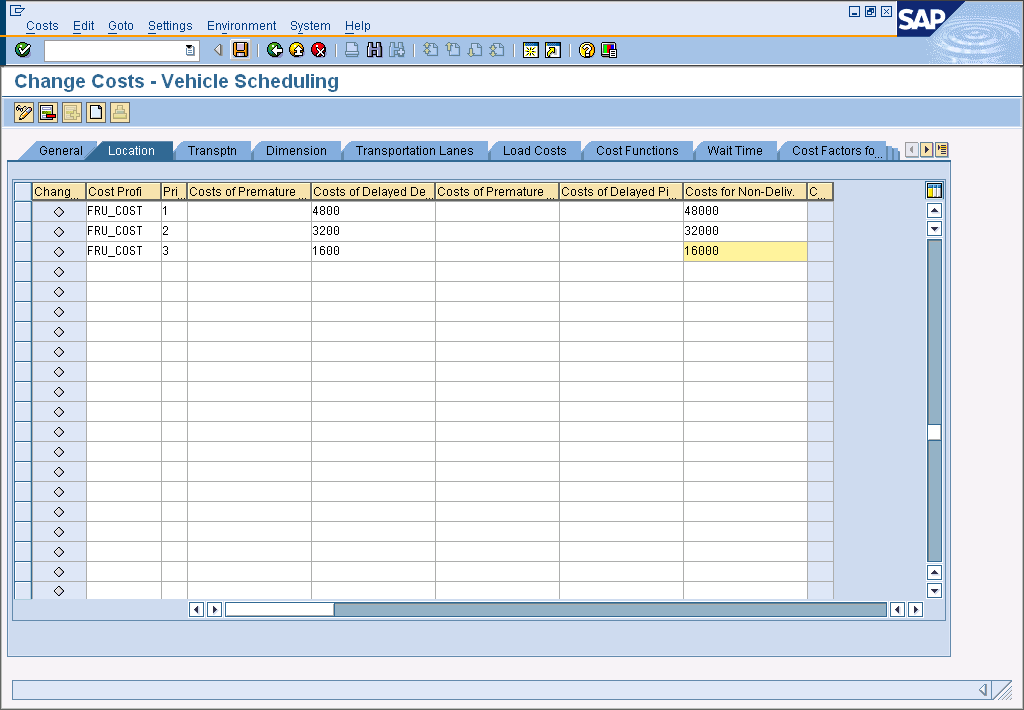 Costs Edit Goto Settings Environment System Help
SAP
Change Costs - Vehicle Scheduling
General Location Transptn Dimension Transportation Lanes Load Costs Cost Functions Wait Time Cost Factors fo...
Chang... Cost Profi Pri... Costs of Premature ... Costs of Delayed De... Costs of Premature ... Costs of Delayed Pi... Costs for Non-Deliv. C...
FRU_COST 1 4800 48000
FRU_COST 2 3200 32000
FRU_COST 3 1600 16000